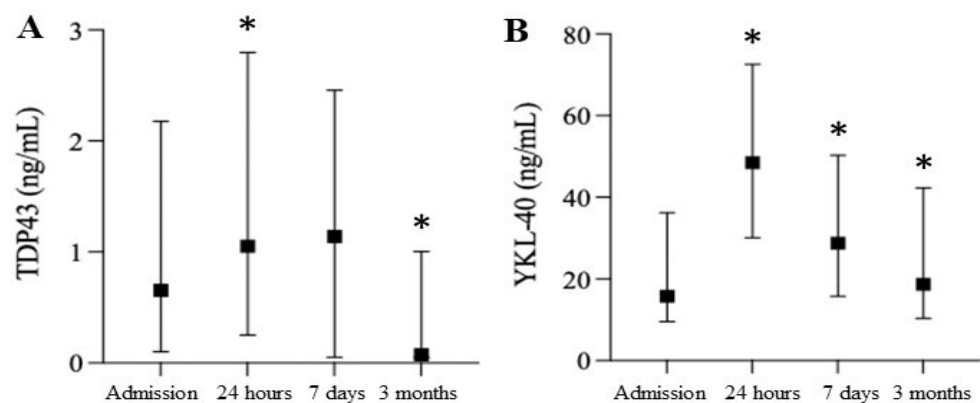 A
TDP43 (ng/mL)
3
2
1
0
*
*
Admission 24 hours 7 days 3 months
B
YKL-40 (ng/mL)
80
60
40
20
0
*
*
*
Admission 24 hours 7 days 3 months